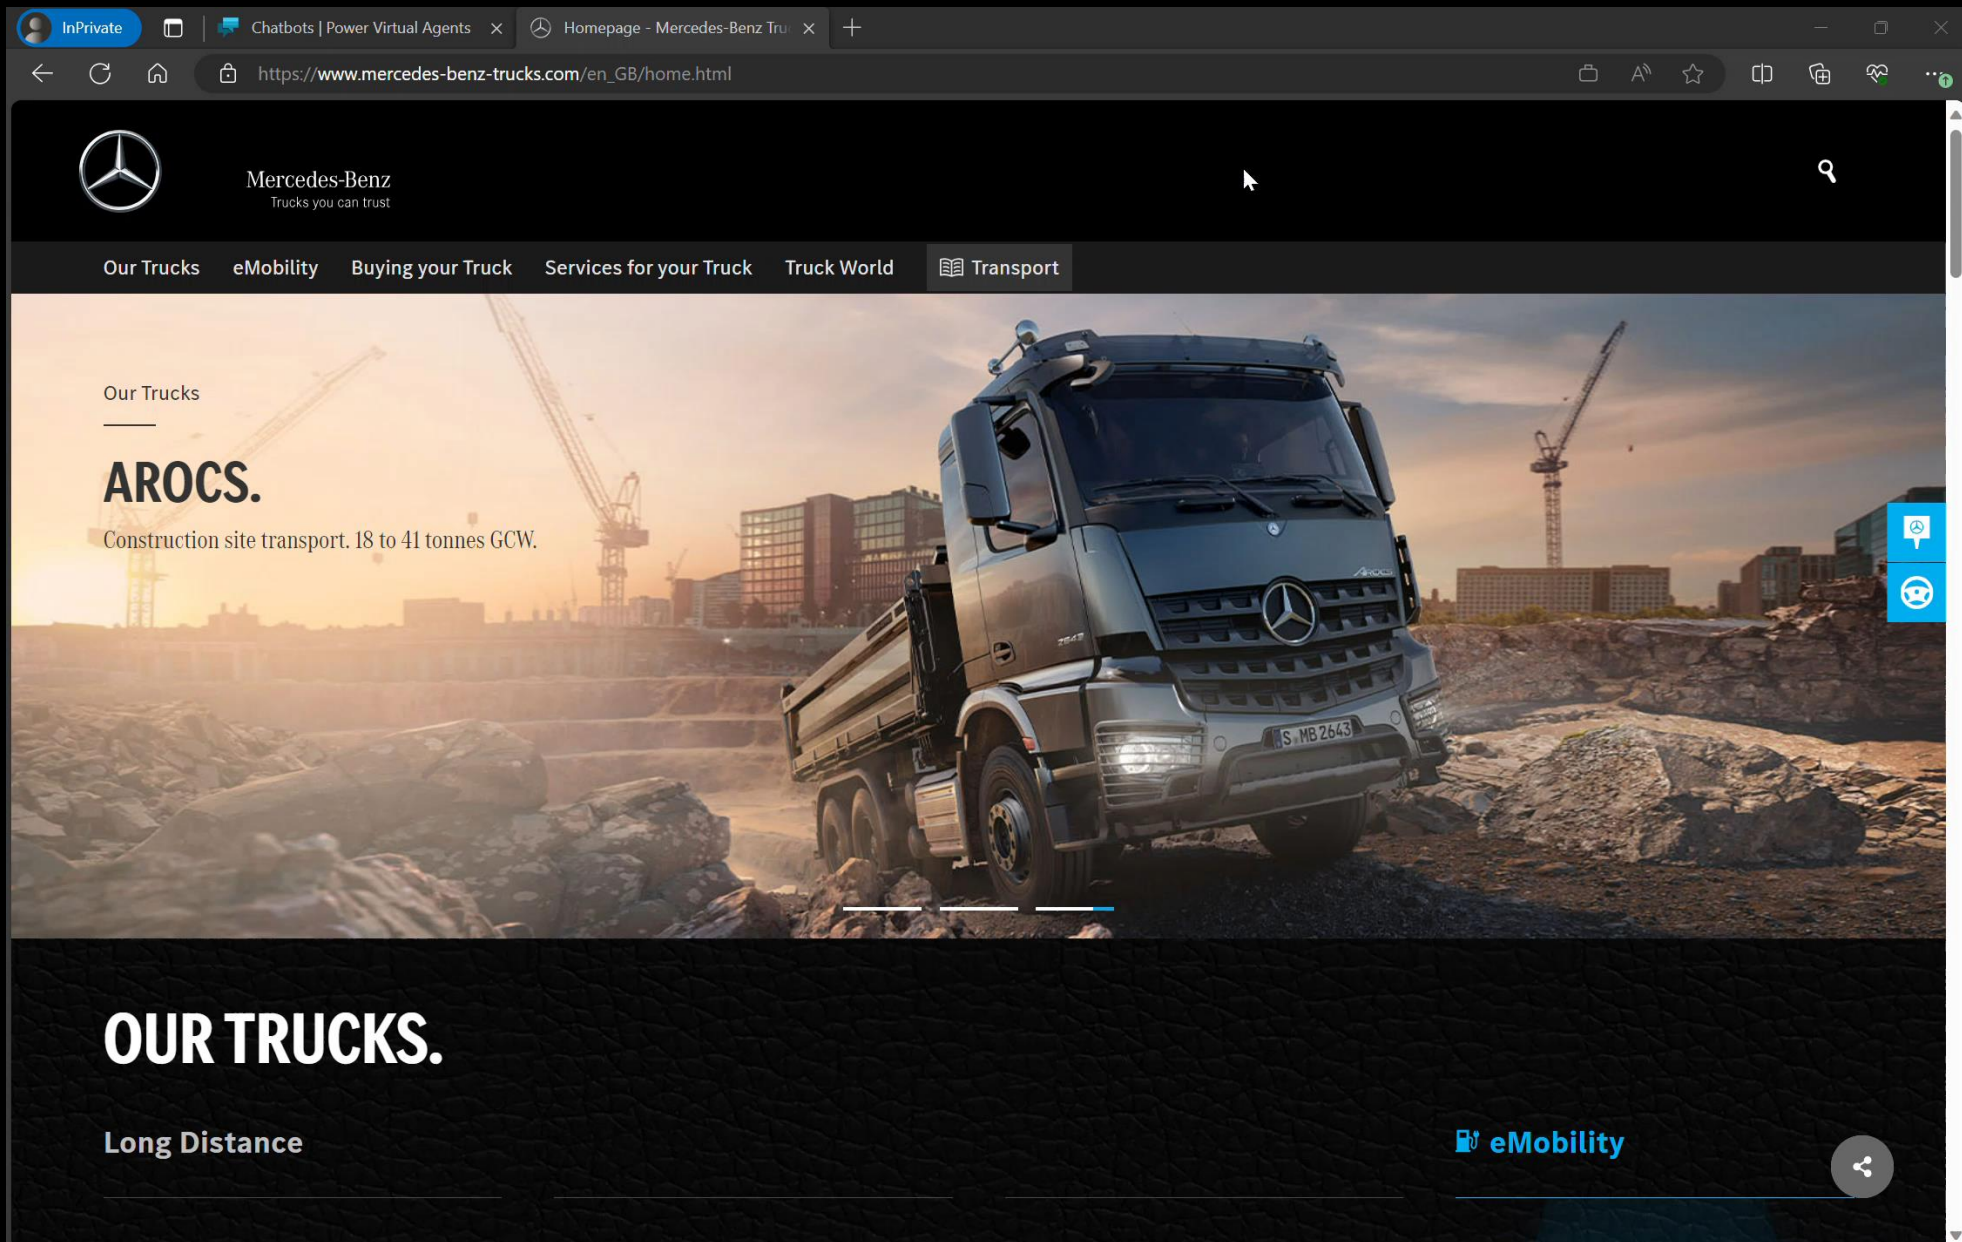 InPrivate
Chatbots | Power Virtual Agents
Homepage - Mercedes-Benz Tru
https://www.mercedes-benz-trucks.com/en_GB/home.html
Mercedes-Benz
Trucks you can trust
Our Trucks
eMobility
Buying your Truck
Services for your Truck
Truck World
Transport
Our Trucks
AROCS.
Construction site transport. 18 to 41 tonnes GCW.
AROCS
2643
S MB 2643
OUR TRUCKS.
Long Distance
eMobility